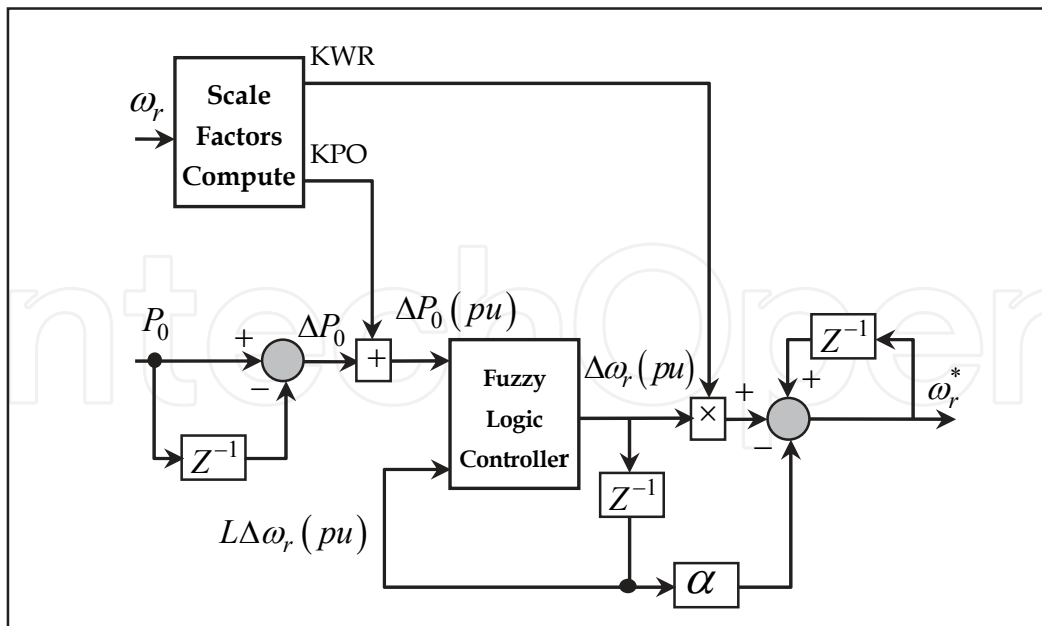 KWR
ω_r
Scale
Factors
Compute
KPO
P_0
+
−
ΔP_0
+
ΔP_0(pu)
Z^{-1}
Fuzzy
Logic
Controller
Δω_r(pu)
×
+
+
−
Z^{-1}
ω_r^*
Z^{-1}
LΔω_r(pu)
α
ntechOpen